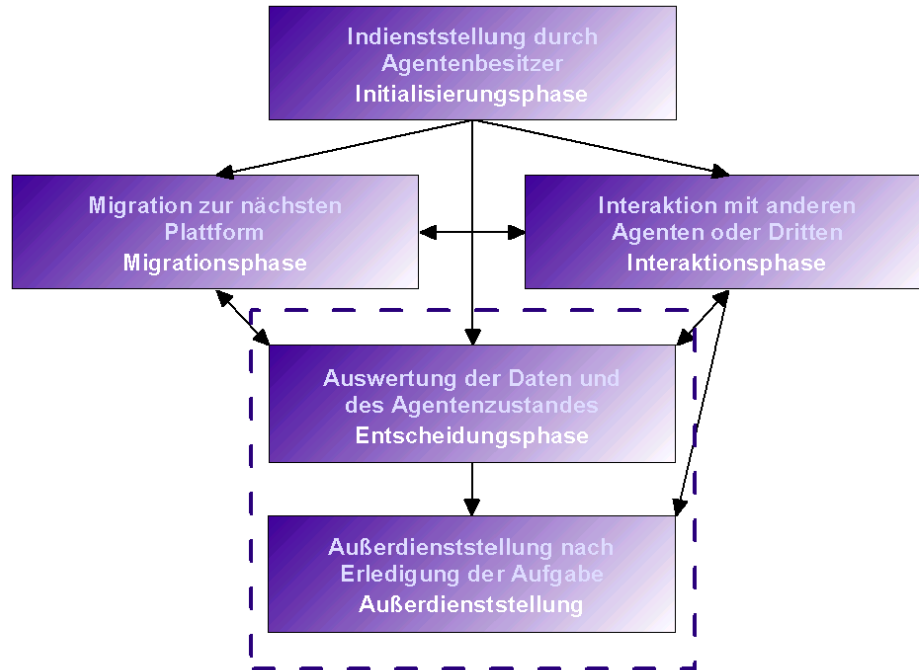 Indienststellung durch
Agentenbesitzer
Initialisierungsphase
Migration zur nächsten
Plattform
Migrationsphase
Interaktion mit anderen
Agenten oder Dritten
Interaktionsphase
Auswertung der Daten und
des Agentenzustandes
Entscheidungsphase
Außerdienststellung nach
Erledigung der Aufgabe
Außerdienststellung